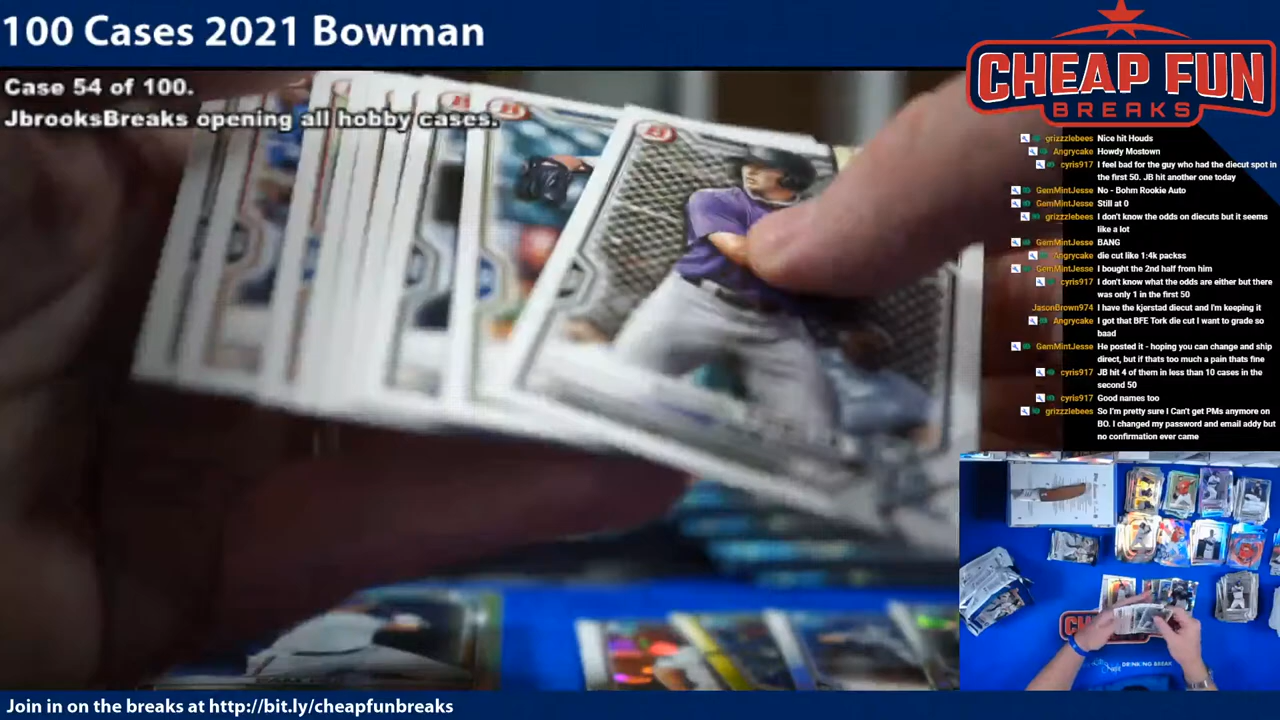 100 Cases 2021 Bowman
Case 54 of 100.
JbrooksBreaks opening all hobby cases.
CHEAP FUN
BREAKS
grizzzlebees Nice hit Houds
Angrycake Howdy Mostown
cyris917 I feel bad for the guy who had the diecut spot in
the first 50. JB hit another one today
GemMintJesse No - Bohm Rookie Auto
GemMintJesse Still at 0
grizzzlebees I don't know the odds on diecuts but it seems
like a lot
GemMintJesse BANG
Angrycake die cut like 1:4k packss
GemMintJesse I bought the 2nd half from him
cyris917 I don't know what the odds are either but there
was only 1 in the first 50
JasonBrown974 I have the kjerstad diecut and I'm keeping it
Angrycake I got that BFE Tork die cut I want to grade so
baad
GemMintJesse He posted it - hoping you can change and ship
direct, but if thats too much a pain thats fine
cyris917 JB hit 4 of them in less than 10 cases in the
second 50
cyris917 Good names too
grizzzlebees So I'm pretty sure I Can't get PMs anymore on
BO. I changed my password and email addy but
no confirmation ever came
DRINKING BREAK
Join in on the breaks at http://bit.ly/cheapfunbreaks